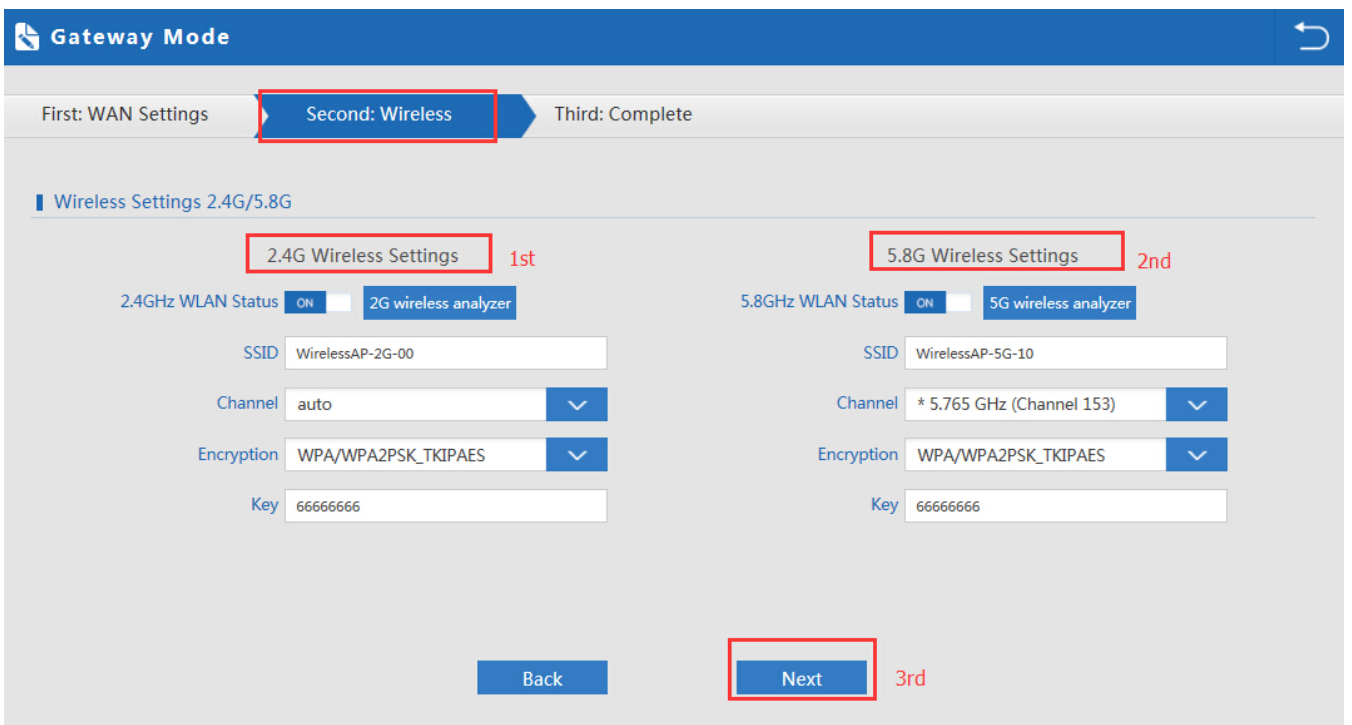 Gateway Mode
First: WAN Settings
Second: Wireless
Third: Complete
Wireless Settings 2.4G/5.8G
2.4G Wireless Settings
1st
2.4GHz WLAN Status
ON
2G wireless analyzer
SSID
WirelessAP-2G-00
Channel
auto
Encryption
WPA/WPA2PSK_TKIPAES
Key
66666666
5.8G Wireless Settings
2nd
5.8GHz WLAN Status
ON
5G wireless analyzer
SSID
WirelessAP-5G-10
Channel
* 5.765 GHz (Channel 153)
Encryption
WPA/WPA2PSK_TKIPAES
Key
66666666
Back
Next
3rd